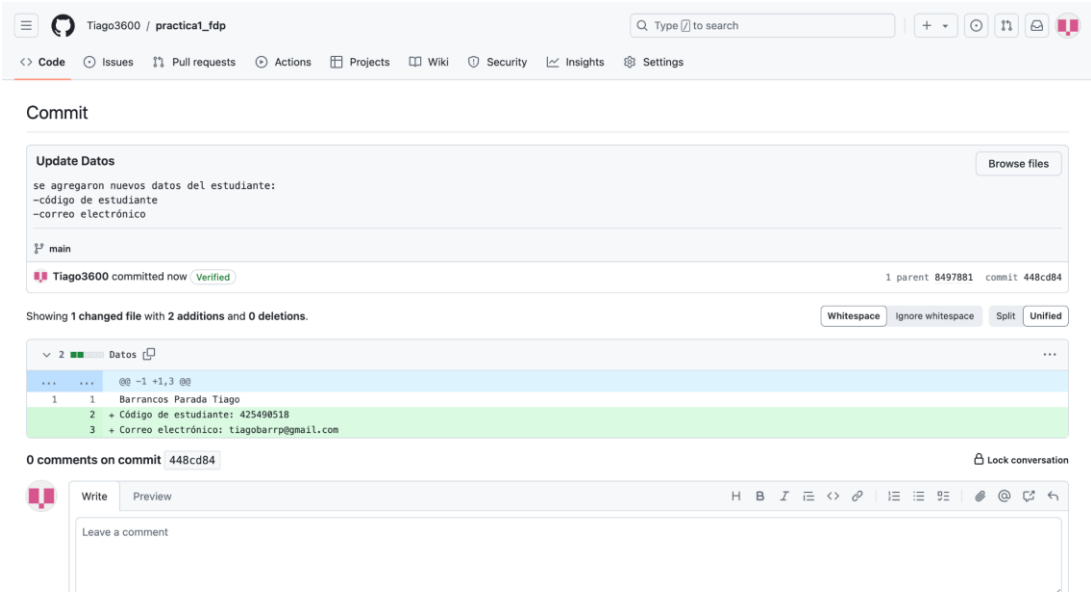 Tiago3600 / practica1_fdp
Type / to search
Code Issues Pull requests Actions Projects Wiki Security Insights Settings
Commit
Update Datos
Browse files
se agregaron nuevos datos del estudiante:
-código de estudiante
-correo electrónico
main
Tiago3600 committed now Verified
1 parent 8497881 commit 448cd84
Showing 1 changed file with 2 additions and 0 deletions.
Whitespace Ignore whitespace Split Unified
2 Datos
... ... @@ -1 +1,3 @@
1 1 Barrancos Parada Tiago
2 + Código de estudiante: 425490518
3 + Correo electrónico: tiagobarrp@gmail.com
0 comments on commit 448cd84
Lock conversation
Write Preview
Leave a comment